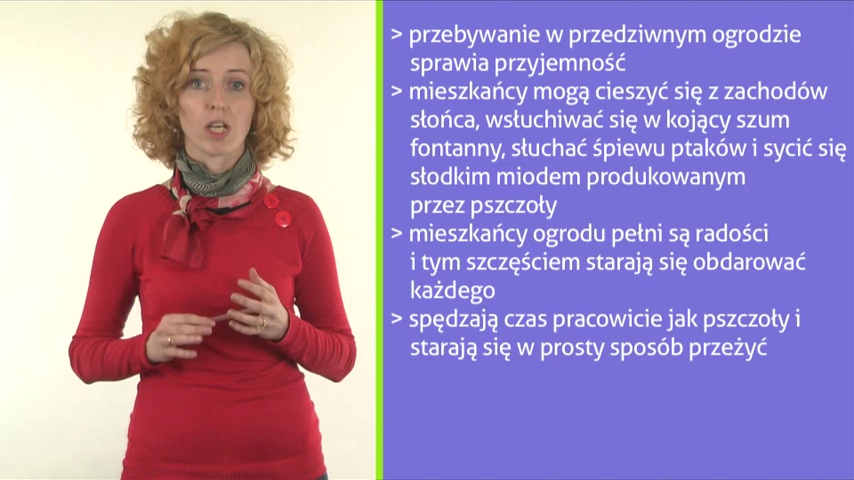 > przebywanie w przedziwnym ogrodzie
sprawia przyjemność
> mieszkańcy mogą cieszyć się z zachodów
słońca, wsłuchiwać się w kojący szum
fontanny, słuchać śpiewu ptaków i sycić się
słodkim miodem produkowanym
przez pszczoły
> mieszkańcy ogrodu pełni są radości
i tym szczęściem starają się obdarować
każdego
> spędzają czas pracowicie jak pszczoły i
starają się w prosty sposób przeżyć